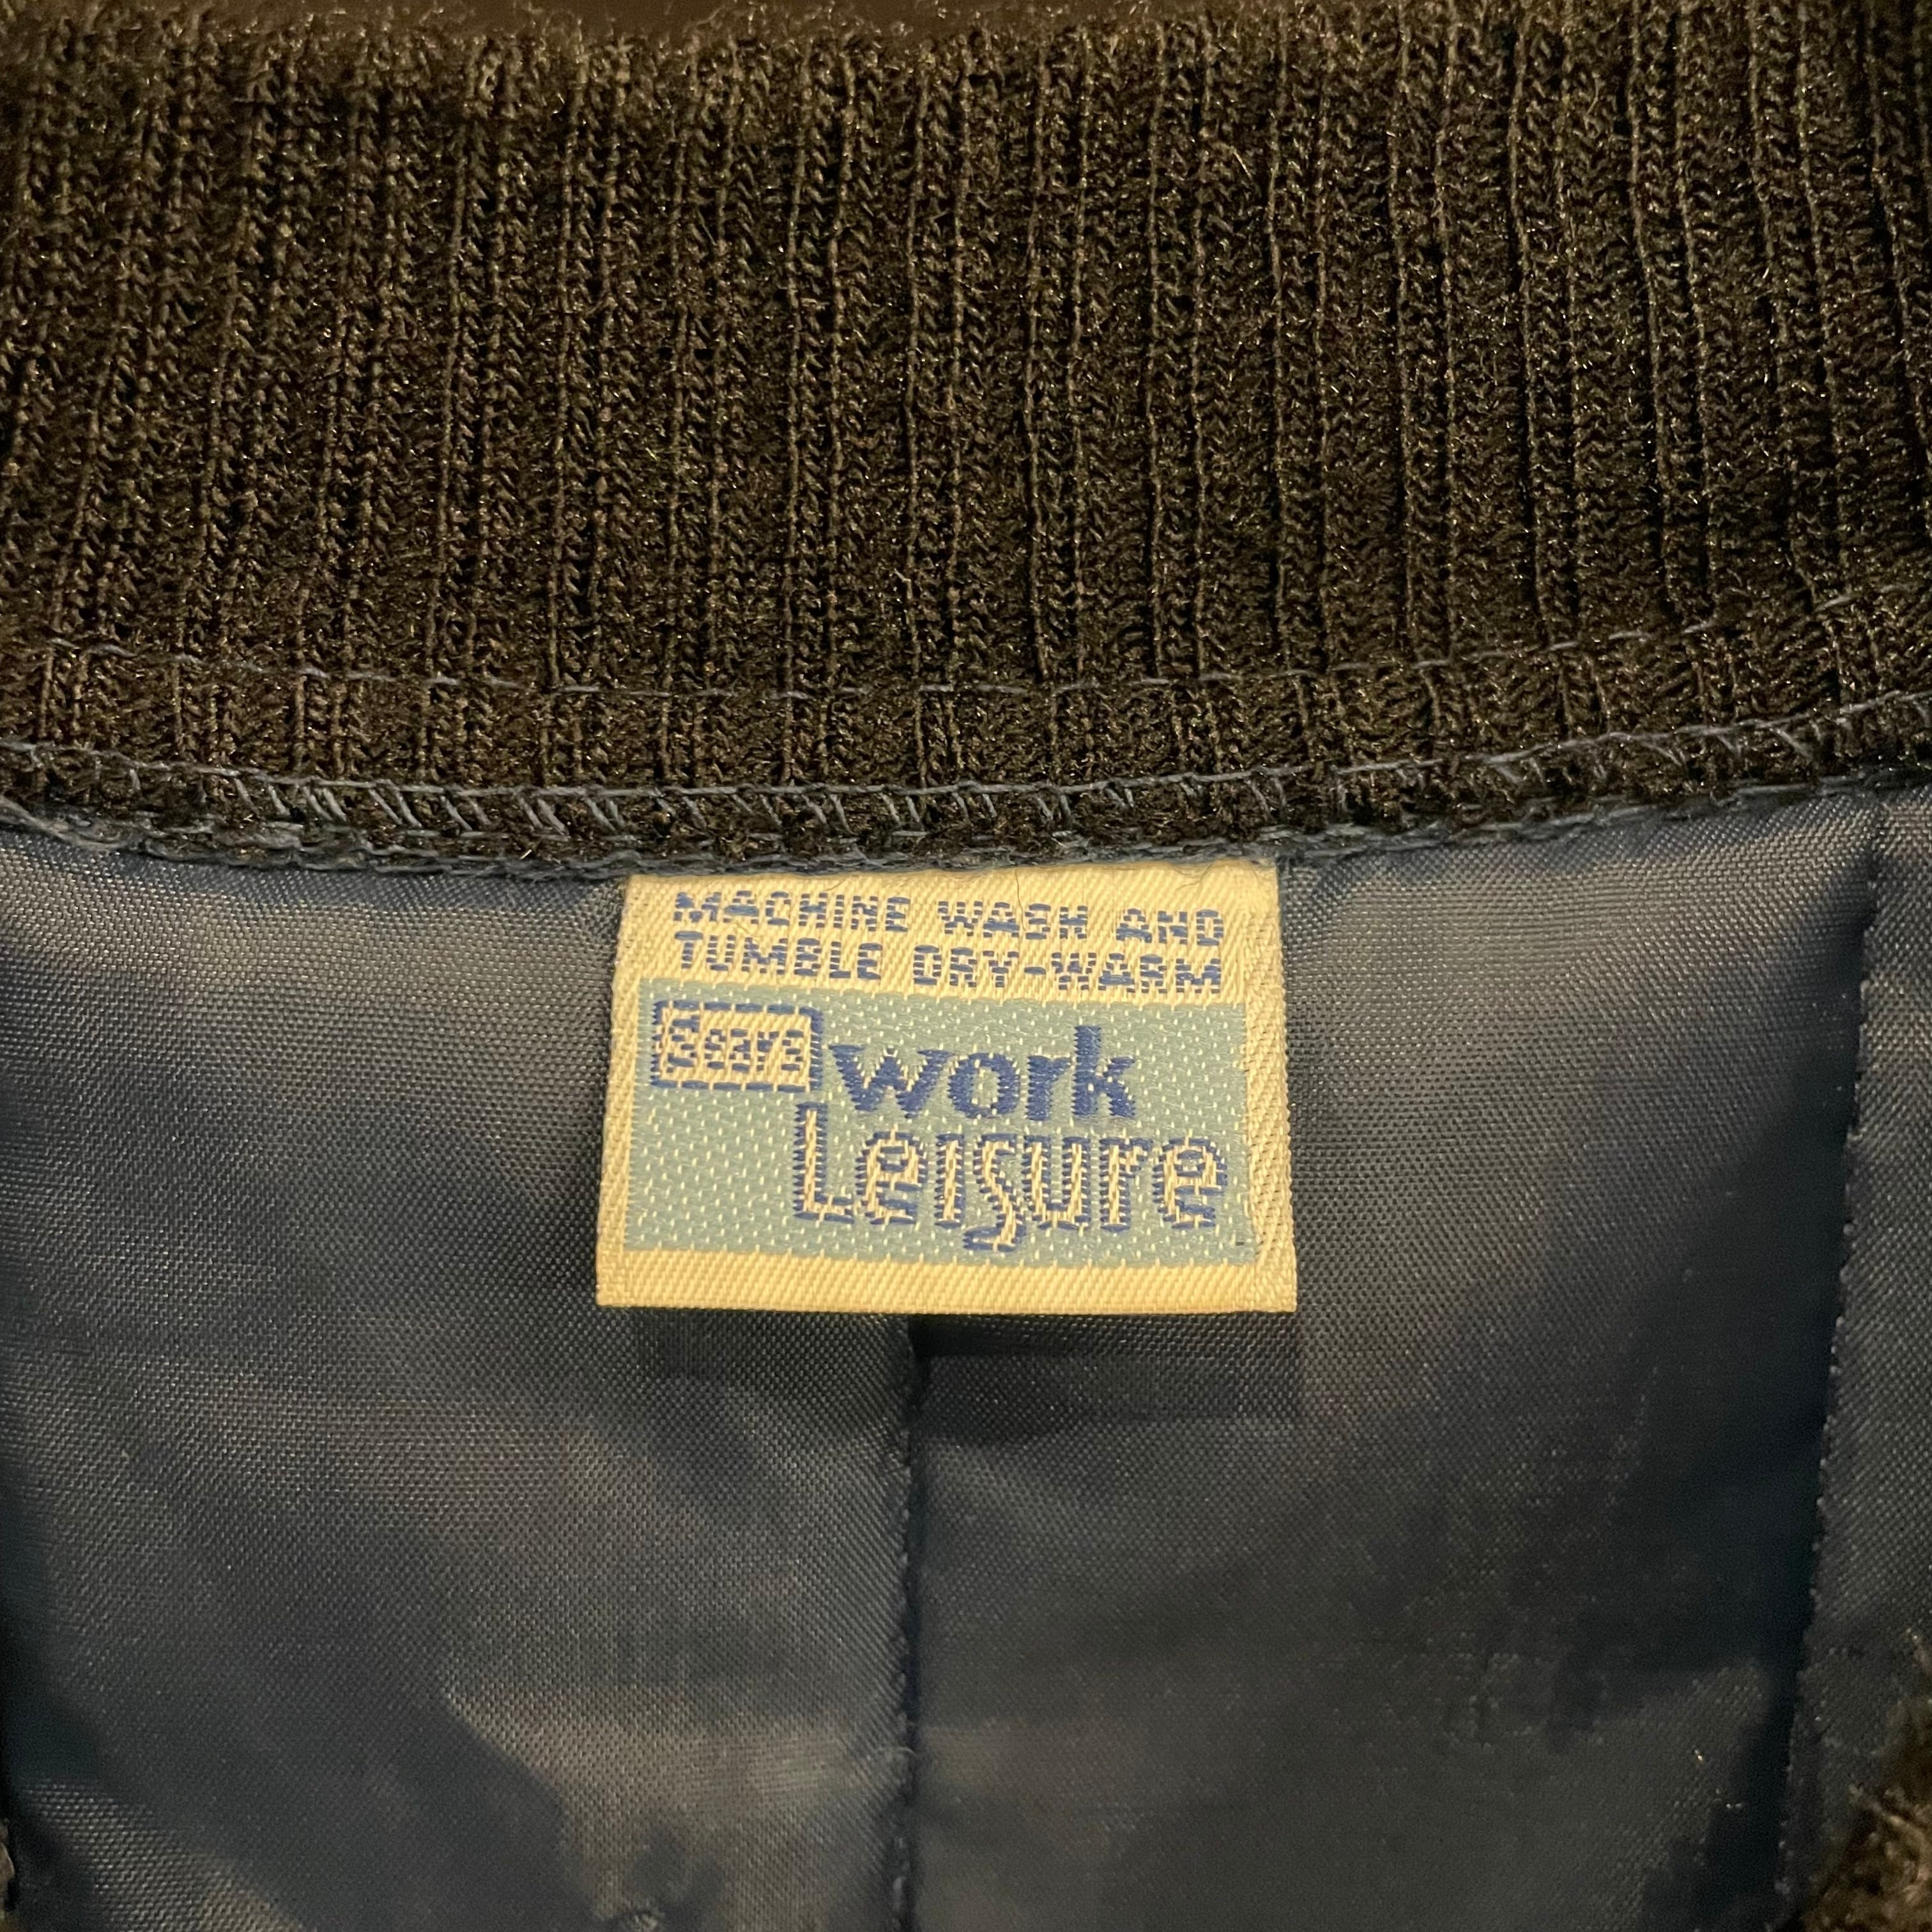 MACHINE WASH AND
TUMBLE DRY-WARM
Sears work
Leisure